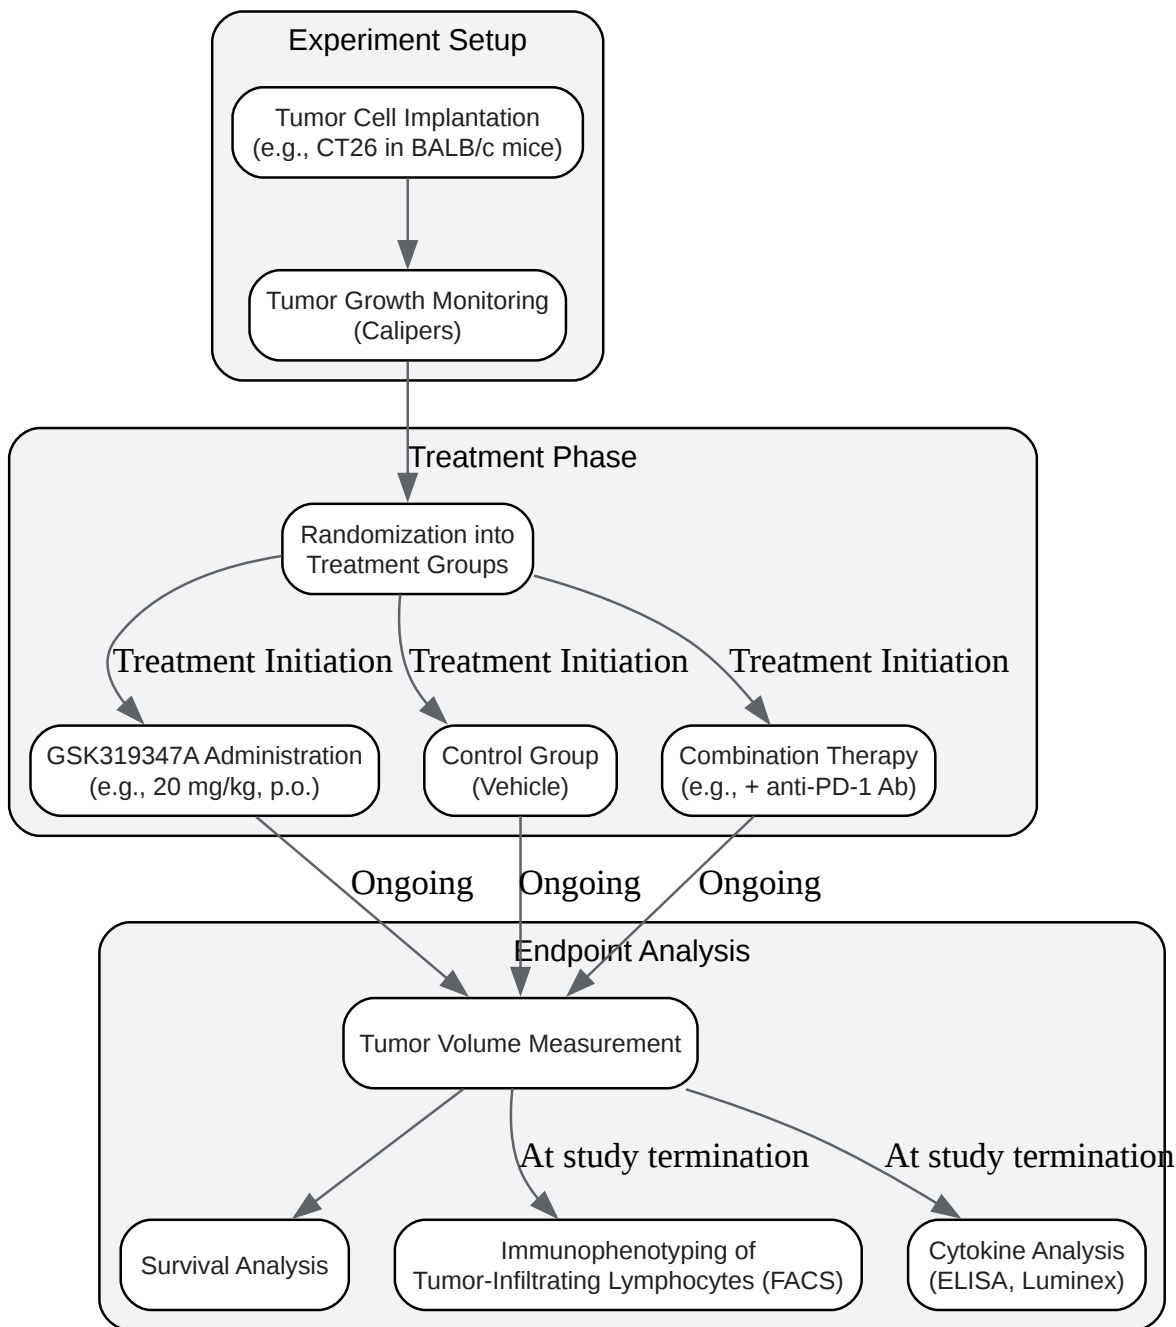 Experiment Setup
Tumor Cell Implantation
(e.g., CT26 in BALB/c mice)
Tumor Growth Monitoring
(Calipers)
Treatment Phase
Randomization into
Treatment Groups
Treatment Initiation
Treatment Initiation
Treatment Initiation
GSK319347A Administration
(e.g., 20 mg/kg, p.o.)
Control Group
(Vehicle)
Combination Therapy
(e.g., + anti-PD-1 Ab)
Ongoing
Ongoing
Ongoing
Endpoint Analysis
Tumor Volume Measurement
At study termination
At study termination
Survival Analysis
Immunophenotyping of
Tumor-Infiltrating Lymphocytes (FACS)
Cytokine Analysis
(ELISA, Luminex)